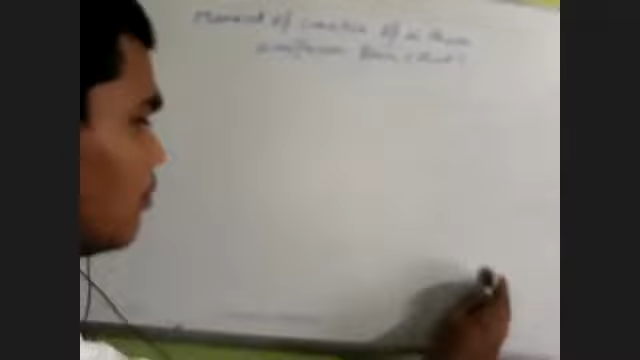 Moment of inertia of a thin
uniform Bar (Rod)